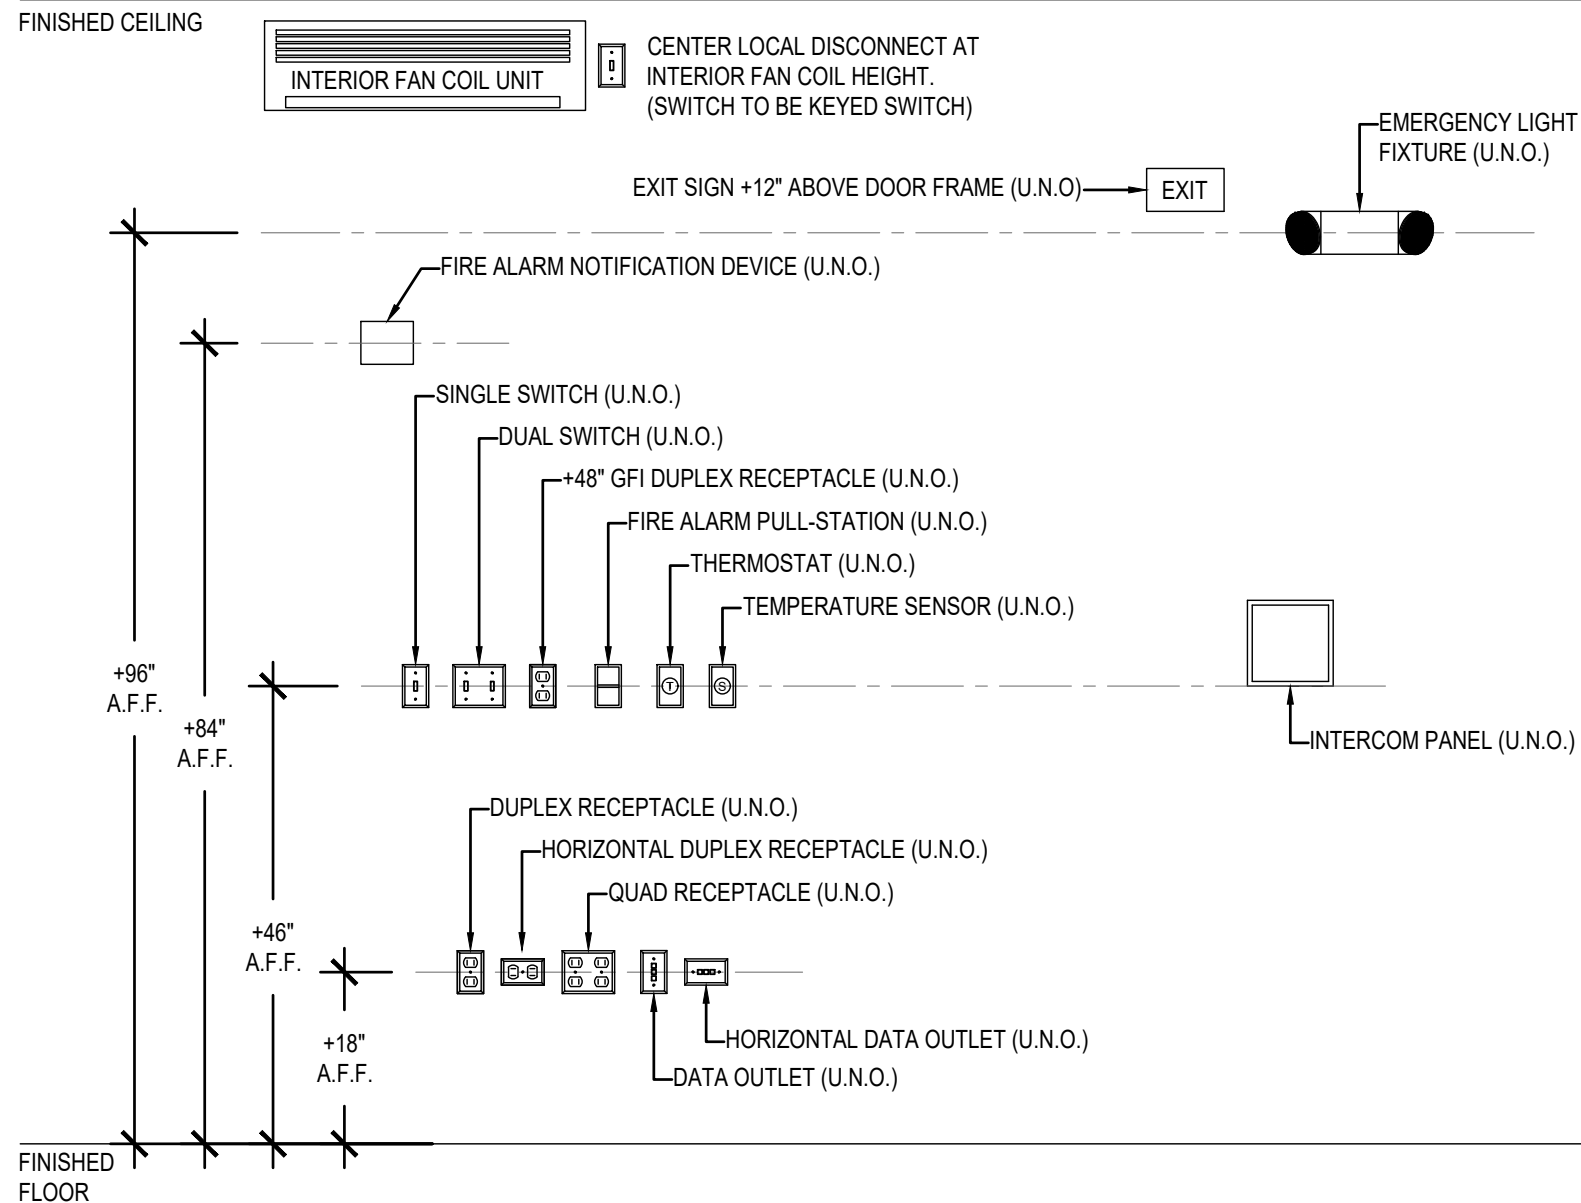 FINISHED CEILING
INTERIOR FAN COIL UNIT
CENTER LOCAL DISCONNECT AT
INTERIOR FAN COIL HEIGHT.
(SWITCH TO BE KEYED SWITCH)
EMERGENCY LIGHT
FIXTURE (U.N.O.)
EXIT SIGN +12" ABOVE DOOR FRAME (U.N.O)
EXIT
FIRE ALARM NOTIFICATION DEVICE (U.N.O.)
SINGLE SWITCH (U.N.O.)
DUAL SWITCH (U.N.O.)
+48" GFI DUPLEX RECEPTACLE (U.N.O.)
FIRE ALARM PULL-STATION (U.N.O.)
THERMOSTAT (U.N.O.)
TEMPERATURE SENSOR (U.N.O.)
T
S
+96"
A.F.F.
+84"
A.F.F.
INTERCOM PANEL (U.N.O.)
DUPLEX RECEPTACLE (U.N.O.)
HORIZONTAL DUPLEX RECEPTACLE (U.N.O.)
QUAD RECEPTACLE (U.N.O.)
+46"
A.F.F.
+18"
A.F.F.
HORIZONTAL DATA OUTLET (U.N.O.)
DATA OUTLET (U.N.O.)
FINISHED
FLOOR